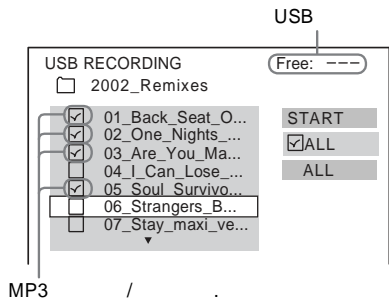 USB
USB RECORDING
Free: ---
2002_Remixes
01_Back_Seat_O...
02_One_Nights_...
03_Are_You_Ma...
04_I_Can_Lose_...
05_Soul_Survivo...
06_Strangers_B...
07_Stay_maxi_ve...
START
ALL
ALL
MP3 / .